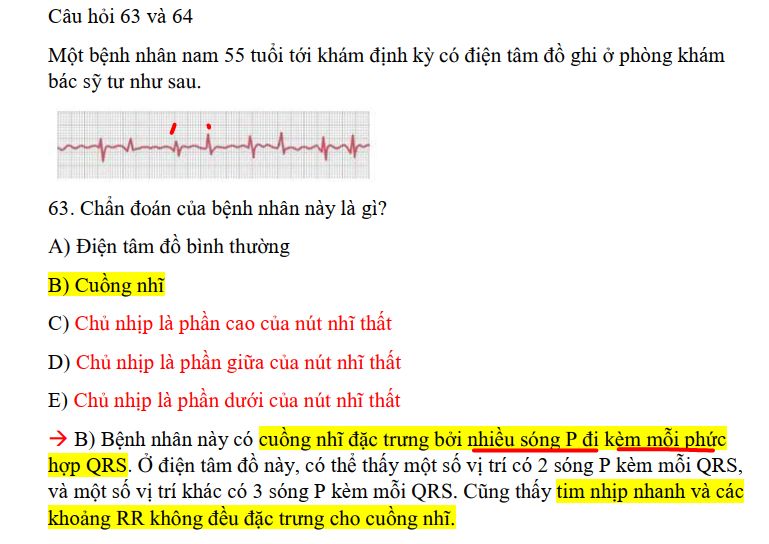 Câu hỏi 63 và 64
Một bệnh nhân nam 55 tuổi tới khám định kỳ có điện tâm đồ ghi ở phòng khám
bác sỹ tư như sau.
63. Chẩn đoán của bệnh nhân này là gì?
A) Điện tâm đồ bình thường
B) Cuồng nhĩ
C) Chủ nhịp là phần cao của nút nhĩ thất
D) Chủ nhịp là phần giữa của nút nhĩ thất
E) Chủ nhịp là phần dưới của nút nhĩ thất
→ B) Bệnh nhân này có cuồng nhĩ đặc trưng bởi nhiều sóng P đi kèm mỗi phức
hợp QRS. Ở điện tâm đồ này, có thể thấy một số vị trí có 2 sóng P kèm mỗi QRS,
và một số vị trí khác có 3 sóng P kèm mỗi QRS. Cũng thấy tim nhịp nhanh và các
khoảng RR không đều đặc trưng cho cuồng nhĩ.